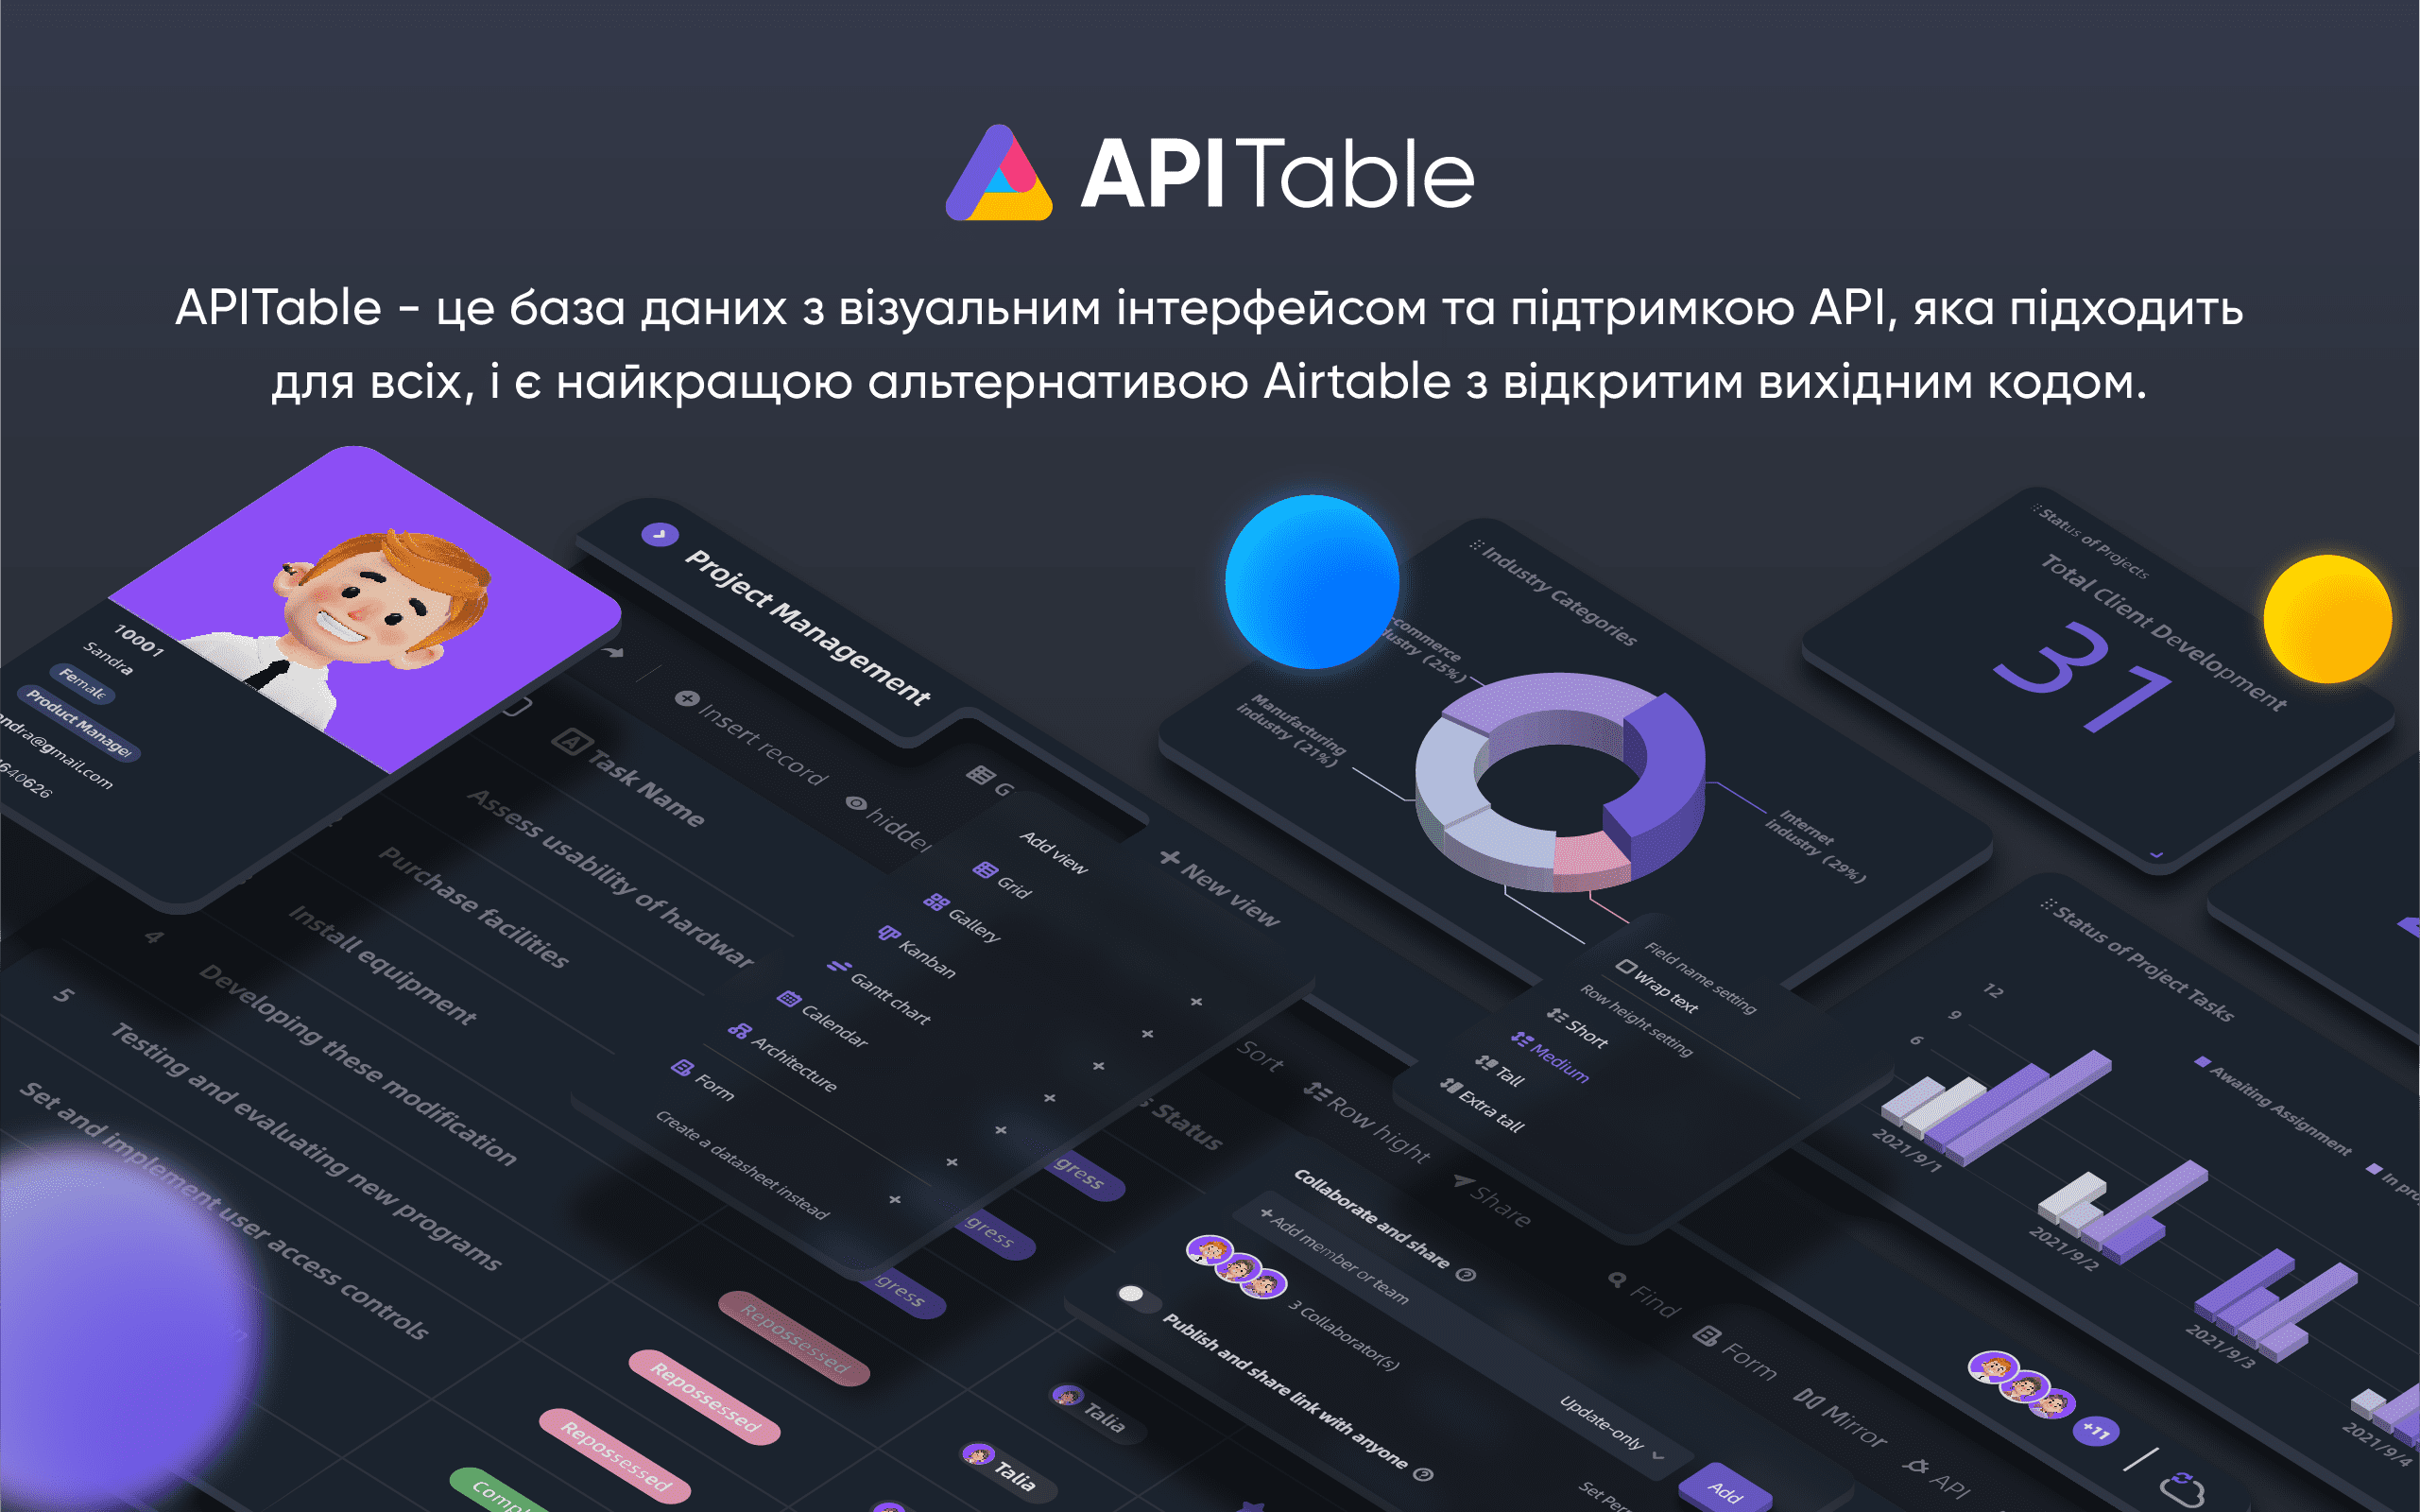 APITable
APITable - це база даних з візуальним інтерфейсом та підтримкою API, яка підходить
для всіх, і є найкращою альтернативою Airtable з відкритим вихідним кодом.
10001
Sandra
Female
Product Manager
ndra@gmail.com
640626
Project Management
Insert record
hidden
Task Name
Assess usability of hardwar
Purchase facilities
Install equipment
4
Developing these modification
5
Testing and evaluating new programs
Set and implement user access controls
G
Add view
Grid
Gallery
Kanban
Gantt chart
Calendar
Architecture
Form
Create a datasheet instead
New view
Industry Categories
-commerce
dustry (25%)
Manufacturing
industry (21%)
Internet
industry (29%)
Status of Projects
Total Client Development
31
Field name setting
Wrap text
Row height setting
Short
Medium
Tall
Extra tall
Status of Project Tasks
12
9
6
Awaiting Assignment
In pro
2021/9/1
2021/9/2
2021/9/3
2021/9/4
Sort
Row hight
Share
Find
Form
Mirror
API
+11
s Status
gress
gress
gress
Repossessed
Repossessed
Repossessed
Compl
Talia
Talia
Collaborate and share
Add member or team
3 Collaborator(s)
Publish and share link with anyone
Update-only
Add
Set Per